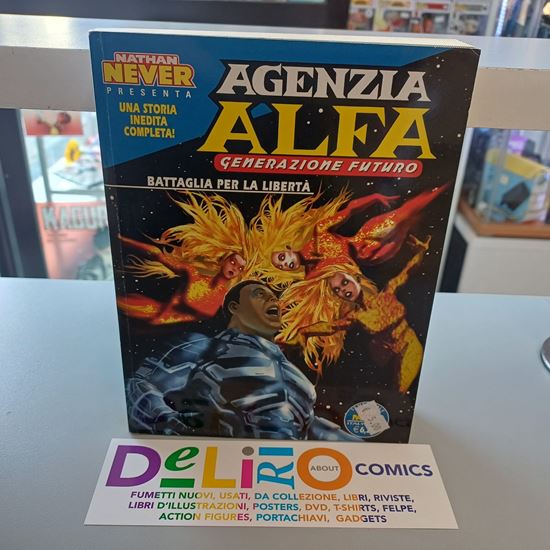 NATHAN
NEVER
PRESENTA
UNA STORIA
INEDITA
COMPLETA!
AGENZIA
ALFA
GENERAZIONE FUTURO
BATTAGLIA PER LA LIBERTÀ
DeLiRiO
ABOUT
COMICS
FUMETTI NUOVI, USATI, DA COLLEZIONE, LIBRI, RIVISTE,
LIBRI D'ILLUSTRAZIONI, POSTERS, DVD, T-SHIRTS, FELPE,
ACTION FIGURES, PORTACHIAVI, GADGETS